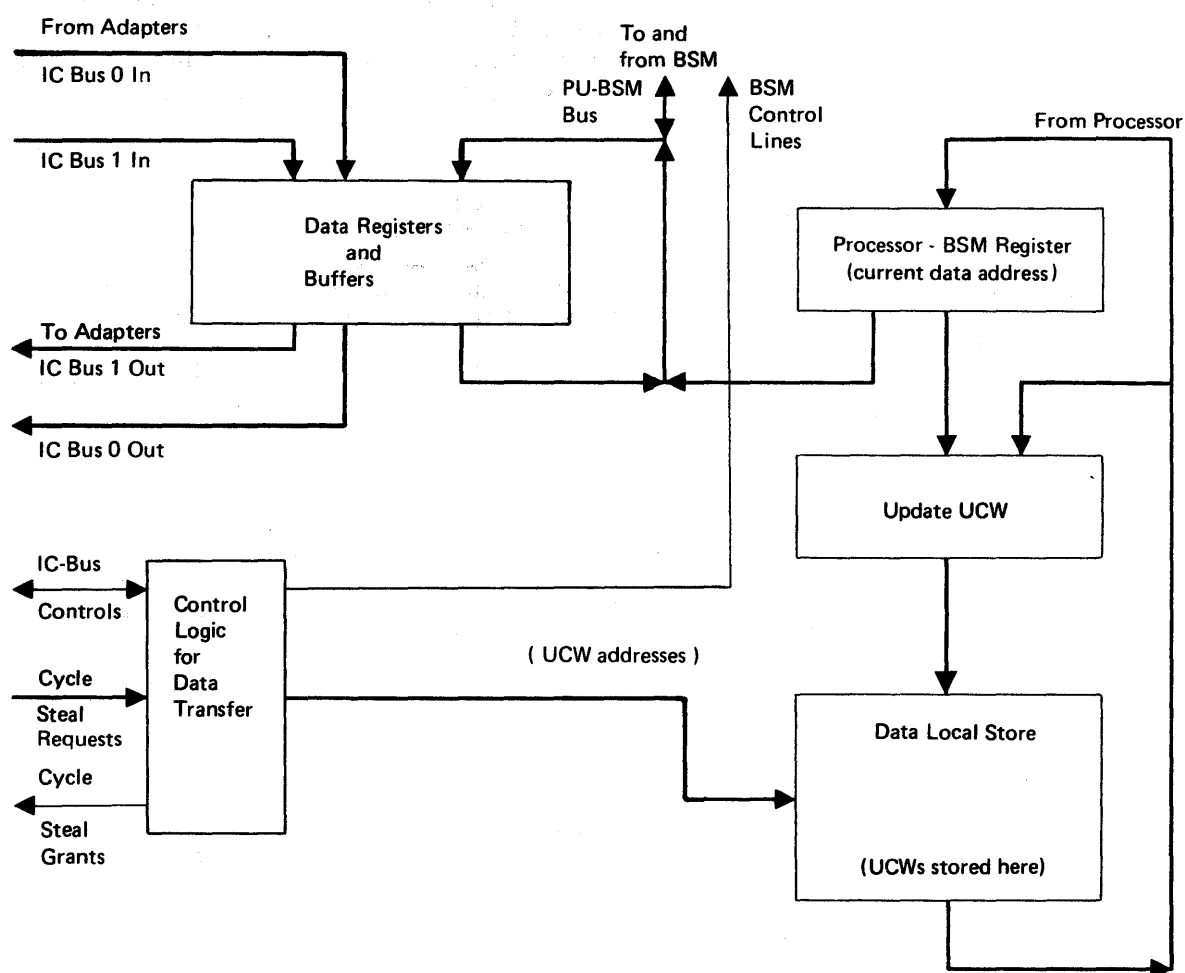 From Adapters
IC Bus 0 In
IC Bus 1 In
To and
from BSM
PU-BSM
Bus
BSM
Control
Lines
From Processor
Data Registers
and
Buffers
Processor - BSM Register
(current data address)
To Adapters
IC Bus 1 Out
IC Bus 0 Out
Update UCW
IC-Bus
Controls
Cycle
Steal
Requests
Cycle
Steal
Grants
Control
Logic
for
Data
Transfer
( UCW addresses )
Data Local Store
(UCWs stored here)